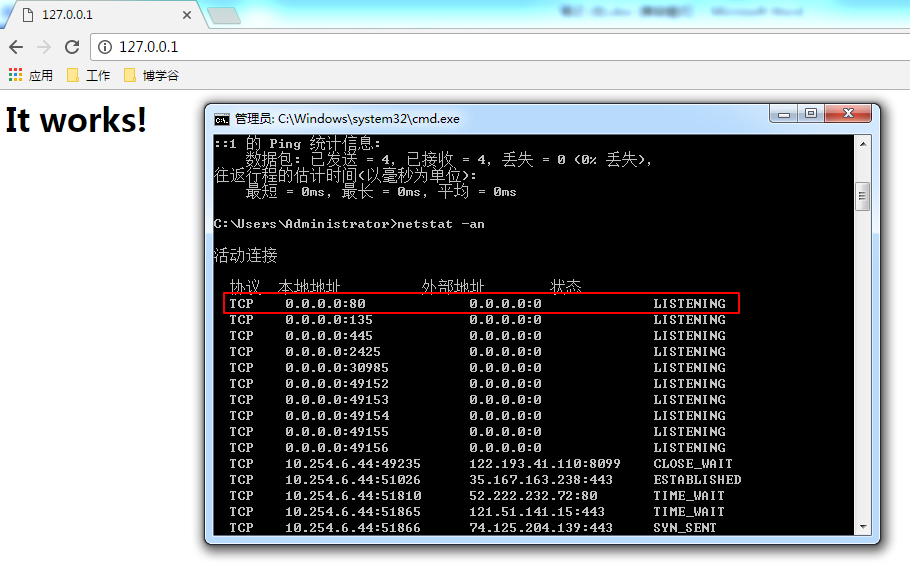 127.0.0.1
127.0.0.1
应用 工作 博学谷
It works!
管理员: C:\Windows\system32\cmd.exe
::1 的 Ping 统计信息:
数据包: 已发送 = 4，已接收 = 4，丢失 = 0 (0% 丢失)，
往返行程的估计时间(以毫秒为单位):
最短 = 0ms，最长 = 0ms，平均 = 0ms
C:\Users\Administrator>netstat -an
活动连接
协议 本地地址 外部地址 状态
TCP 0.0.0.0:80 0.0.0.0:0 LISTENING
TCP 0.0.0.0:135 0.0.0.0:0 LISTENING
TCP 0.0.0.0:445 0.0.0.0:0 LISTENING
TCP 0.0.0.0:2425 0.0.0.0:0 LISTENING
TCP 0.0.0.0:30985 0.0.0.0:0 LISTENING
TCP 0.0.0.0:49152 0.0.0.0:0 LISTENING
TCP 0.0.0.0:49153 0.0.0.0:0 LISTENING
TCP 0.0.0.0:49154 0.0.0.0:0 LISTENING
TCP 0.0.0.0:49155 0.0.0.0:0 LISTENING
TCP 0.0.0.0:49156 0.0.0.0:0 LISTENING
TCP 10.254.6.44:49235 122.193.41.110:8099 CLOSE_WAIT
TCP 10.254.6.44:51026 35.167.163.238:443 ESTABLISHED
TCP 10.254.6.44:51810 52.222.232.72:80 TIME_WAIT
TCP 10.254.6.44:51865 121.51.141.15:443 TIME_WAIT
TCP 10.254.6.44:51866 74.125.204.139:443 SYN_SENT